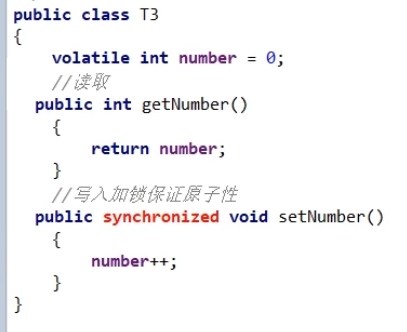 public class T3
{
volatile int number = 0;
//读取
public int getNumber()
{
return number;
}
//写入加锁保证原子性
public synchronized void setNumber()
{
number++;
}
}